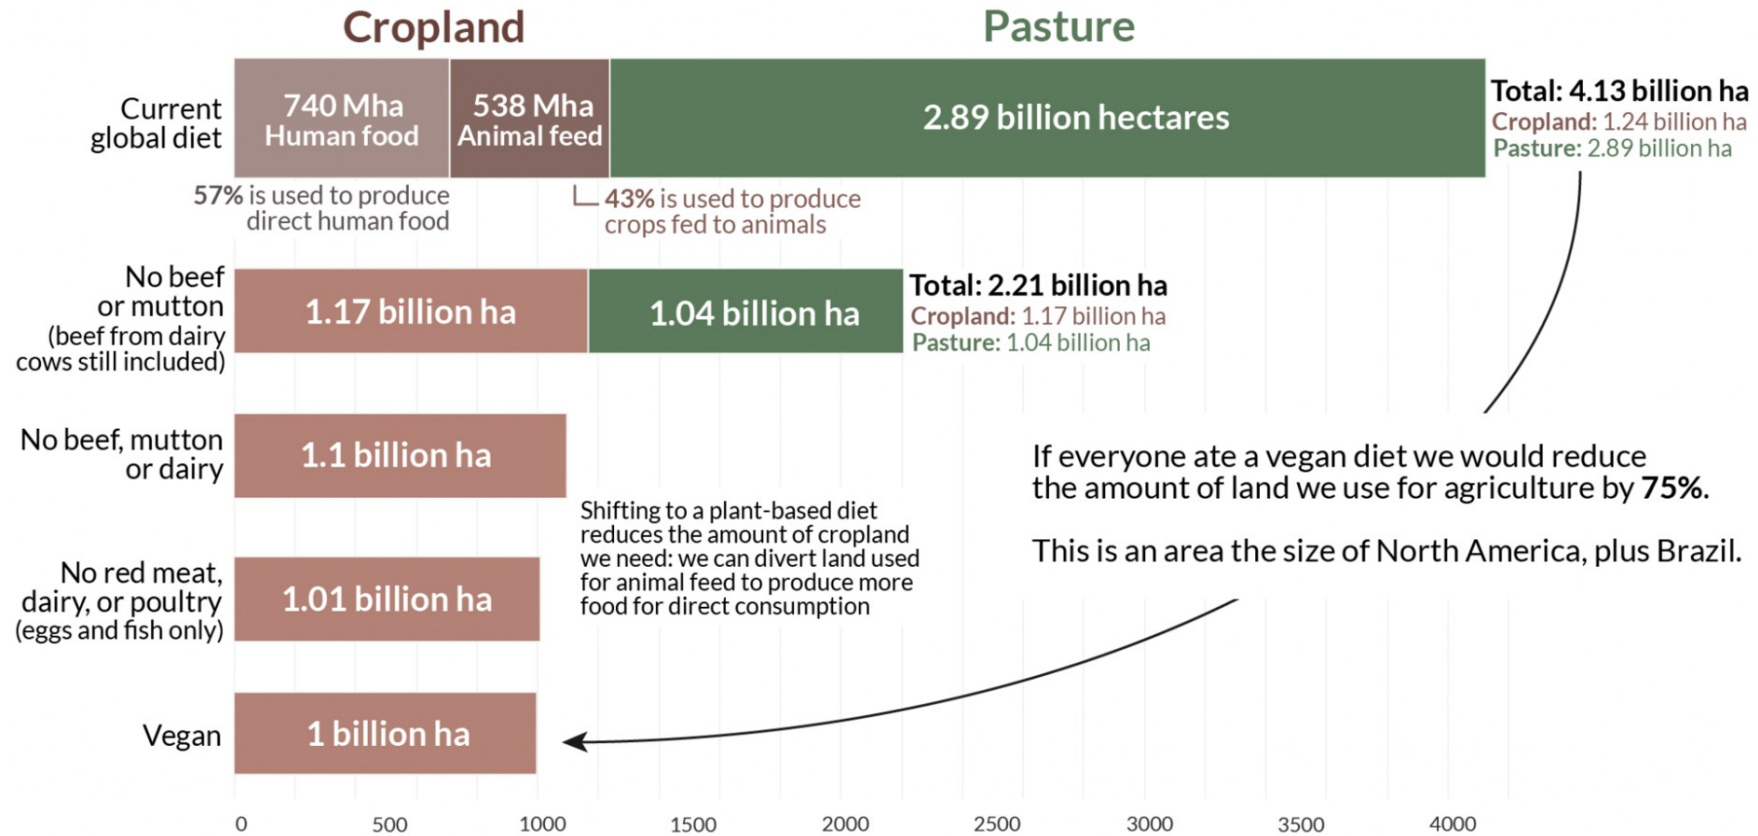 Cropland
Pasture
Current
global diet
740 Mha
Human food
538 Mha
Animal feed
2.89 billion hectares
Total: 4.13 billion ha
Cropland: 1.24 billion ha
Pasture: 2.89 billion ha
57% is used to produce
direct human food
43% is used to produce
crops fed to animals
No beef
or mutton
(beef from dairy
cows still included)
1.17 billion ha
1.04 billion ha
Total: 2.21 billion ha
Cropland: 1.17 billion ha
Pasture: 1.04 billion ha
No beef, mutton
or dairy
1.1 billion ha
If everyone ate a vegan diet we would reduce
the amount of land we use for agriculture by 75%.
This is an area the size of North America, plus Brazil.
Shifting to a plant-based diet
reduces the amount of cropland
we need: we can divert land used
for animal feed to produce more
food for direct consumption
No red meat,
dairy, or poultry
(eggs and fish only)
1.01 billion ha
Vegan
1 billion ha
0 500 1000 1500 2000 2500 3000 3500 4000